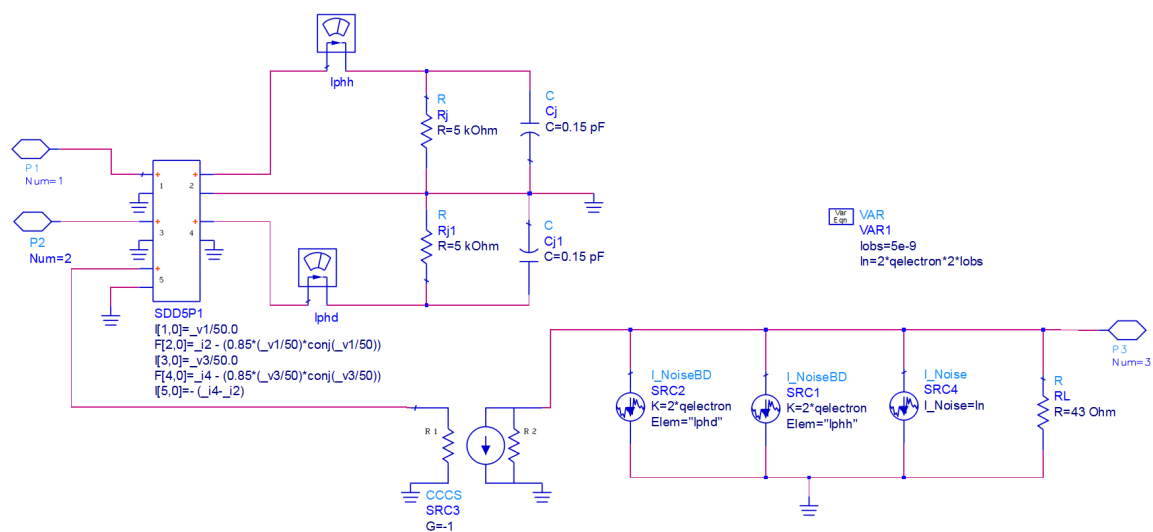 Iphh
R
Rj
R=5 kOhm
C
Cj
C=0.15 pF
P1
Num=1
1
2
3
4
5
P2
Num=2
R
Rj1
R=5 kOhm
C
Cj1
C=0.15 pF
Iphd
Var
Eqn
VAR
VAR1
Iobs=5e-9
In=2*qelectron*2*Iobs
SDD5P1
I[1,0]=_v1/50.0
F[2,0]=_i2 - (0.85*(_v1/50)*conj(_v1/50))
I[3,0]=_v3/50.0
F[4,0]=_i4 - (0.85*(_v3/50)*conj(_v3/50))
I[5,0]=- (_i4-_i2)
R 1
R 2
CCCS
SRC3
G=-1
I_NoiseBD
SRC2
K=2*qelectron
Elem="Iphd"
I_NoiseBD
SRC1
K=2*qelectron
Elem="Iphh"
I_Noise
SRC4
I_Noise=In
R
RL
R=43 Ohm
P3
Num=3